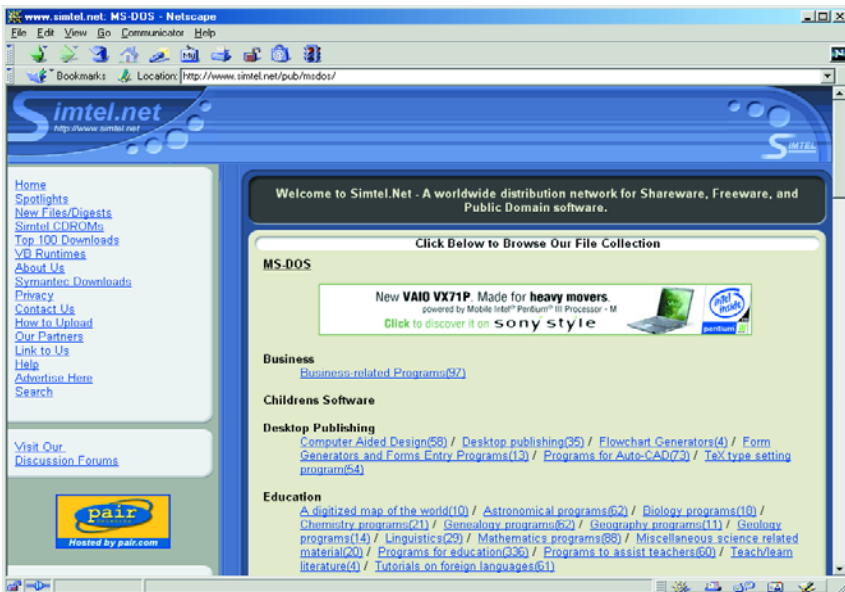 www.simtel.net: MS-DOS - Netscape
File Edit View Go Communicator Help
Bookmarks Location: http://www.simtel.net/pub/msdos/
Simtel.net
http://www.simtel.net
SIMTEL
Home
Spotlights
New Files/Digests
Simtel CDROMs
Top 100 Downloads
VB Runtimes
About Us
Symantec Downloads
Privacy
Contact Us
How to Upload
Our Partners
Link to Us
Help
Advertise Here
Search
Visit Our
Discussion Forums
pair
Hosted by pair.com
Welcome to Simtel.Net - A worldwide distribution network for Shareware, Freeware, and
Public Domain software.
Click Below to Browse Our File Collection
MS-DOS
New VAIO VX71P. Made for heavy movers.
powered by Mobile Intel® Pentium® III Processor - M
Click to discover it on sony style
intel inside
pentium III
Business
Business-related Programs(97)
Childrens Software
Desktop Publishing
Computer Aided Design(58) / Desktop publishing(35) / Flowchart Generators(4) / Form
Generators and Forms Entry Programs(13) / Programs for Auto-CAD(73) / TeX type setting
program(54)
Education
A digitized map of the world(10) / Astronomical programs(62) / Biology programs(18) /
Chemistry programs(21) / Genealogy programs(62) / Geography programs(11) / Geology
programs(14) / Linguistics(29) / Mathematics programs(88) / Miscellaneous science related
material(20) / Programs for education(336) / Programs to assist teachers(60) / Teach/learn
literature(4) / Tutorials on foreign languages(61)